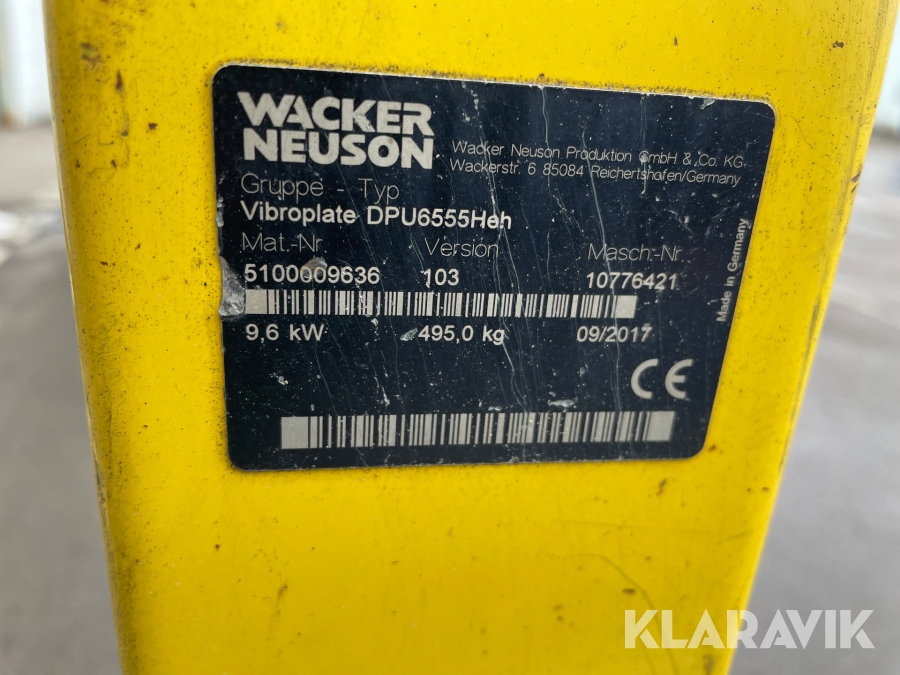 WACKER
NEUSON
Wacker Neuson Produktion GmbH & Co. KG.
Wackerstr. 6 85084 Reichertshofen/Germany
Gruppe - Typ
Vibroplate DPU6555Heh
Mat.-Nr. Version Masch.-Nr.
5100009636 103 10776421
9,6 kW 495,0 kg 09/2017
Made in Germany
CE
KLARAVIK